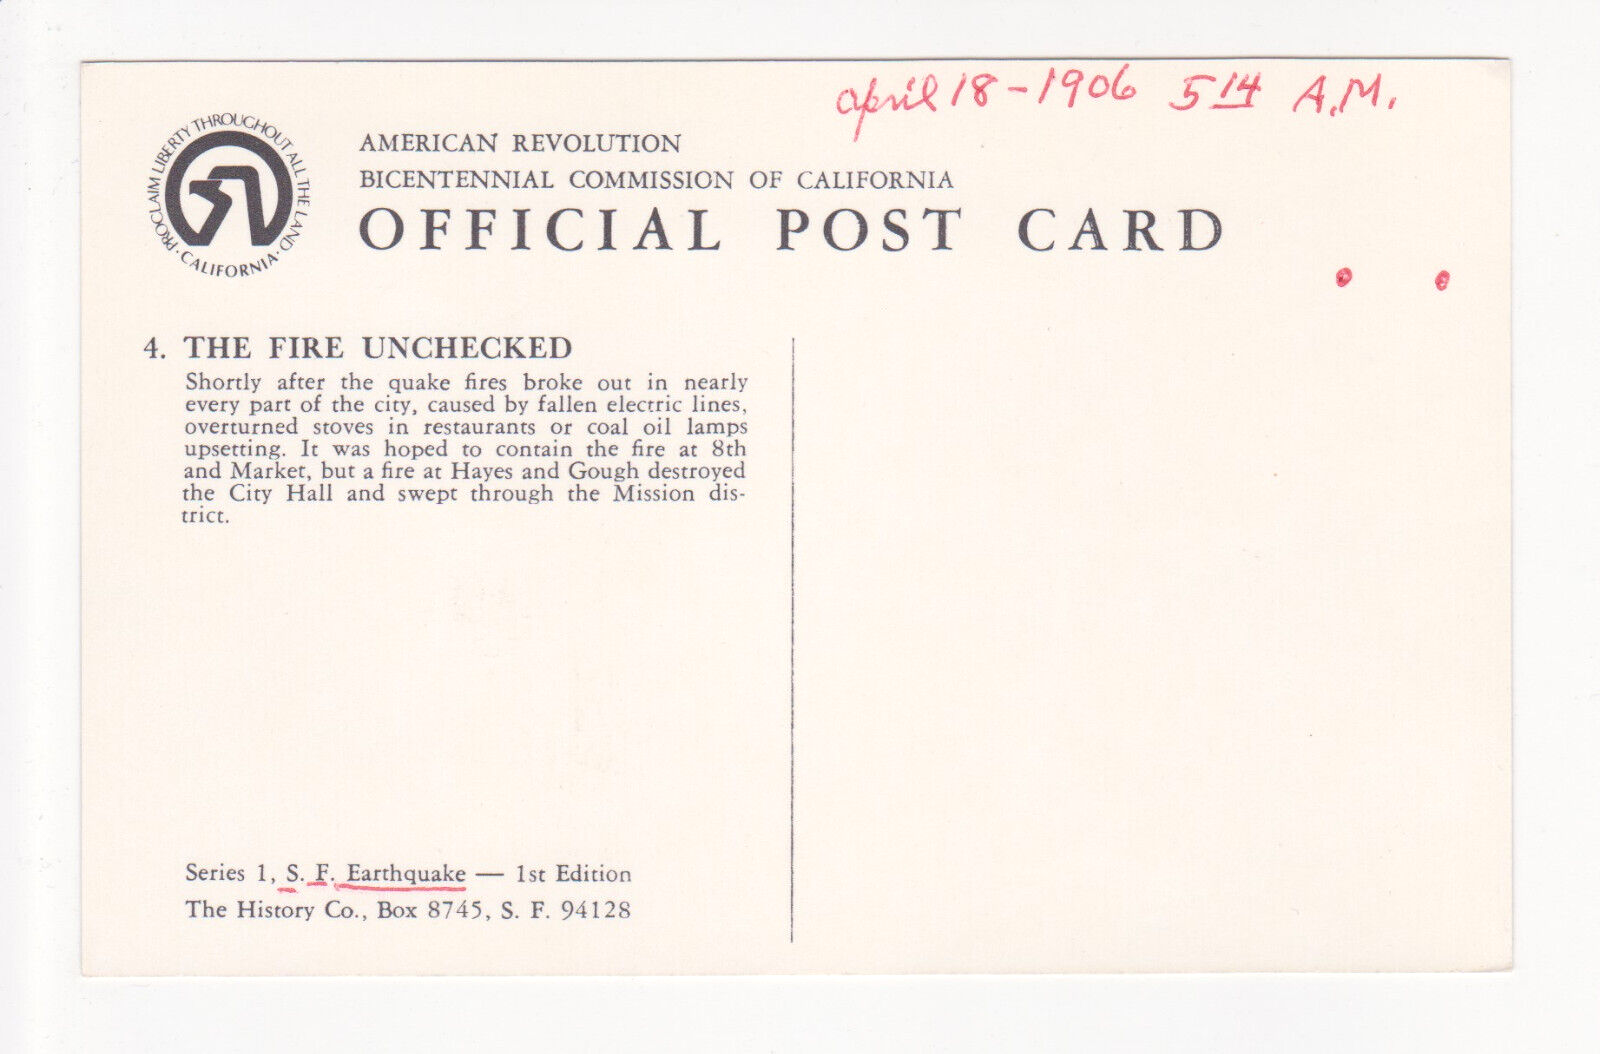 april 18 - 1906 5 14 A.M.
PROCLAIM LIBERTY THROUGHOUT ALL THE LAND · CALIFORNIA ·
AMERICAN REVOLUTION
BICENTENNIAL COMMISSION OF CALIFORNIA
OFFICIAL POST CARD
4. THE FIRE UNCHECKED
Shortly after the quake fires broke out in nearly
every part of the city, caused by fallen electric lines,
overturned stoves in restaurants or coal oil lamps
upsetting. It was hoped to contain the fire at 8th
and Market, but a fire at Hayes and Gough destroyed
the City Hall and swept through the Mission dis-
trict.
Series 1, S. F. Earthquake — 1st Edition
The History Co., Box 8745, S. F. 94128